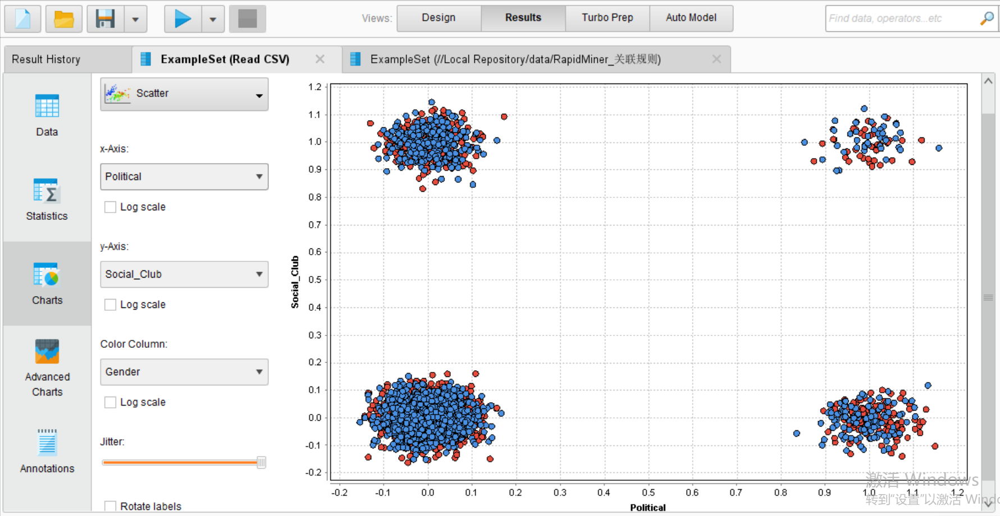 Views:
Design
Results
Turbo Prep
Auto Model
Find data, operators...etc
Result History
ExampleSet (Read CSV)
ExampleSet (//Local Repository/data/RapidMiner_关联规则)
Data
Statistics
Charts
Advanced
Charts
Annotations
Scatter
x-Axis:
Political
Log scale
y-Axis:
Social_Club
Log scale
Color Column:
Gender
Log scale
Jitter:
Rotate labels
Social_Club
1.2
1.1
1.0
0.9
0.8
0.7
0.6
0.5
0.4
0.3
0.2
0.1
0.0
-0.1
-0.2
-0.2 -0.1 0.0 0.1 0.2 0.3 0.4 0.5 0.6 0.7 0.8 0.9 1.0 1.1 1.2
Political
激活 Windows
转到"设置"以激活 Windo